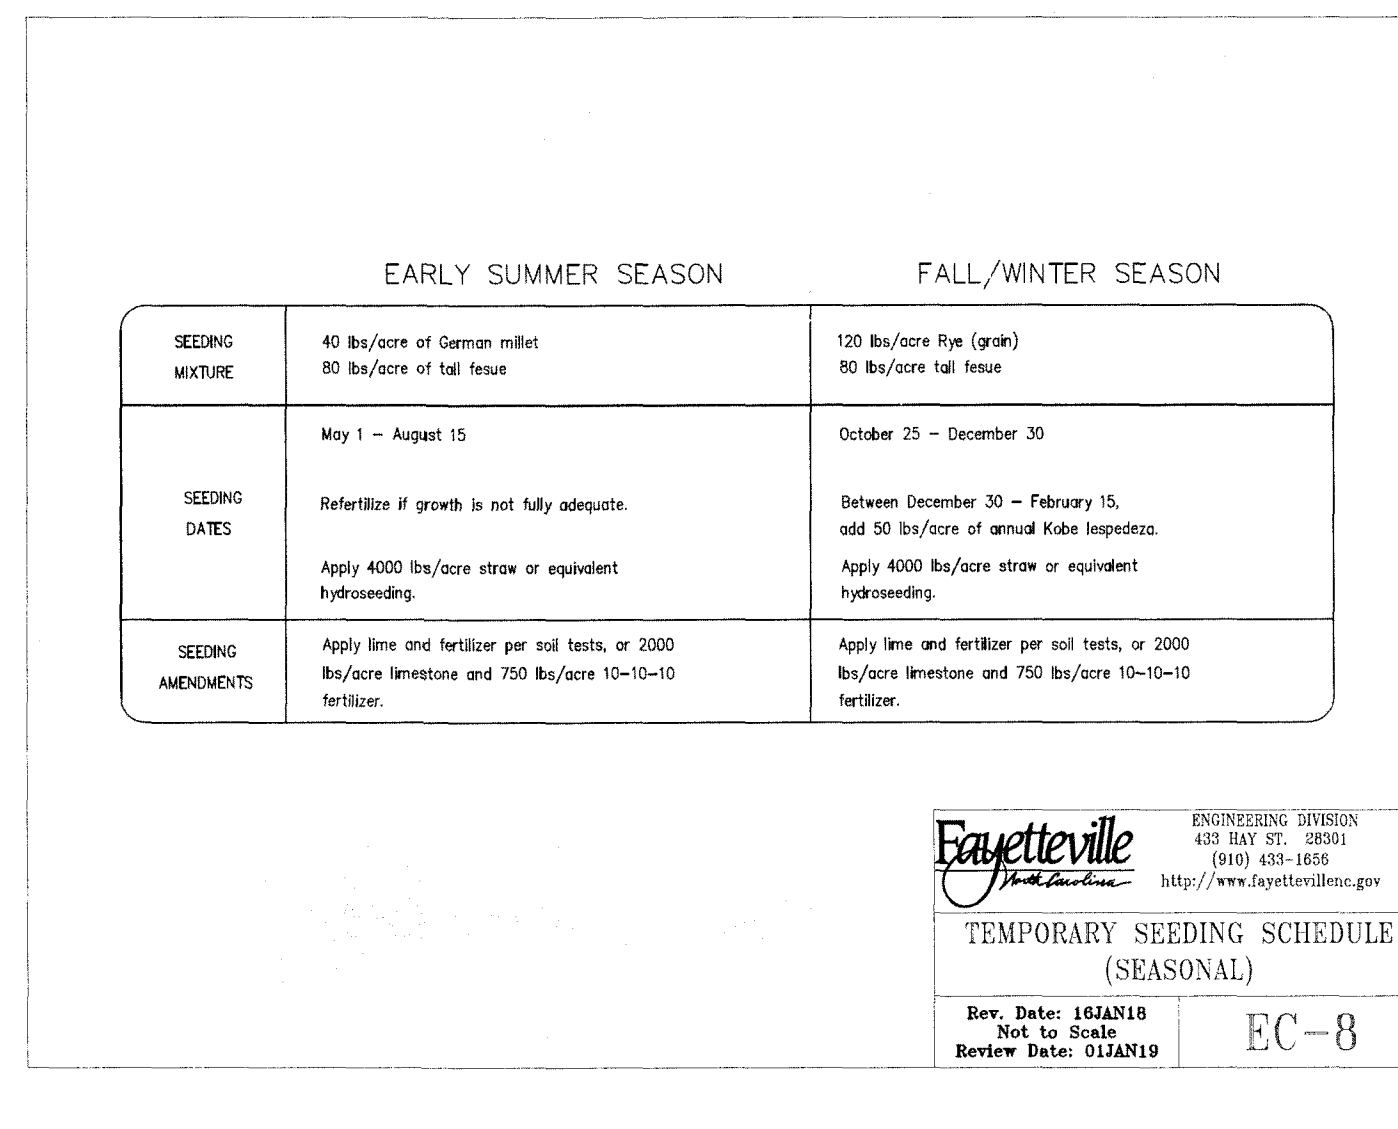 EARLY SUMMER SEASON
FALL/WINTER SEASON
SEEDING
MIXTURE
40 lbs/acre of German millet
80 lbs/acre of tall fesue
120 lbs/acre Rye (grain)
80 lbs/acre tall fesue
SEEDING
DATES
May 1 – August 15
Refertilize if growth is not fully adequate.
Apply 4000 lbs/acre straw or equivalent
hydroseeding.
October 25 – December 30
Between December 30 – February 15,
add 50 lbs/acre of annual Kobe lespedeza.
Apply 4000 lbs/acre straw or equivalent
hydroseeding.
SEEDING
AMENDMENTS
Apply lime and fertilizer per soil tests, or 2000
lbs/acre limestone and 750 lbs/acre 10–10–10
fertilizer.
Apply lime and fertilizer per soil tests, or 2000
lbs/acre limestone and 750 lbs/acre 10–10–10
fertilizer.
Fayetteville
North Carolina
ENGINEERING DIVISION
433 HAY ST. 28301
(910) 433-1656
http://www.fayettevillenc.gov
TEMPORARY SEEDING SCHEDULE
(SEASONAL)
Rev. Date: 16JAN18
Not to Scale
Review Date: 01JAN19
EC-8